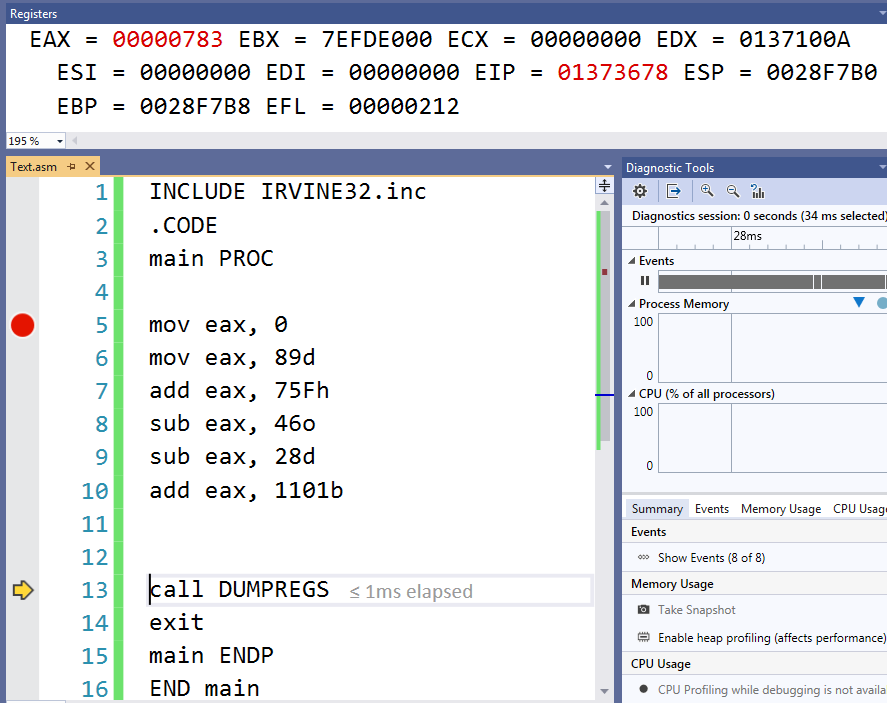 Registers
EAX = 00000783 EBX = 7EFDE000 ECX = 00000000 EDX = 0137100A
ESI = 00000000 EDI = 00000000 EIP = 01373678 ESP = 0028F7B0
EBP = 0028F7B8 EFL = 00000212
195 %
Text.asm
1 INCLUDE IRVINE32.inc
2 .CODE
3 main PROC
4
5 mov eax, 0
6 mov eax, 89d
7 add eax, 75Fh
8 sub eax, 46o
9 sub eax, 28d
10 add eax, 1101b
11
12
13 call DUMPREGS ≤ 1ms elapsed
14 exit
15 main ENDP
16 END main
Diagnostic Tools
Diagnostics session: 0 seconds (34 ms selected)
28ms
Events
Process Memory
100
0
CPU (% of all processors)
100
0
Summary Events Memory Usage CPU Usage
Events
Show Events (8 of 8)
Memory Usage
Take Snapshot
Enable heap profiling (affects performance)
CPU Usage
CPU Profiling while debugging is not availa